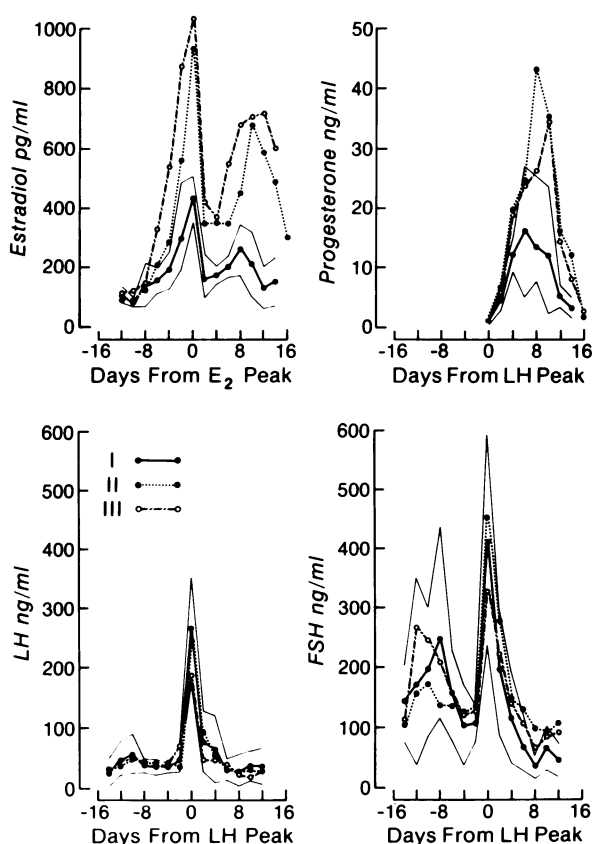 1000
800
600
400
200
0
Estradiol pg/ml
-16 -8 0 8 16
Days From E₂ Peak
50
40
30
20
10
0
Progesterone ng/ml
-16 -8 0 8 16
Days From LH Peak
600
500
400
300
200
100
0
LH ng/ml
I
II
III
-16 -8 0 8 16
Days From LH Peak
600
500
400
300
200
100
0
FSH ng/ml
-16 -8 0 8 16
Days From LH Peak